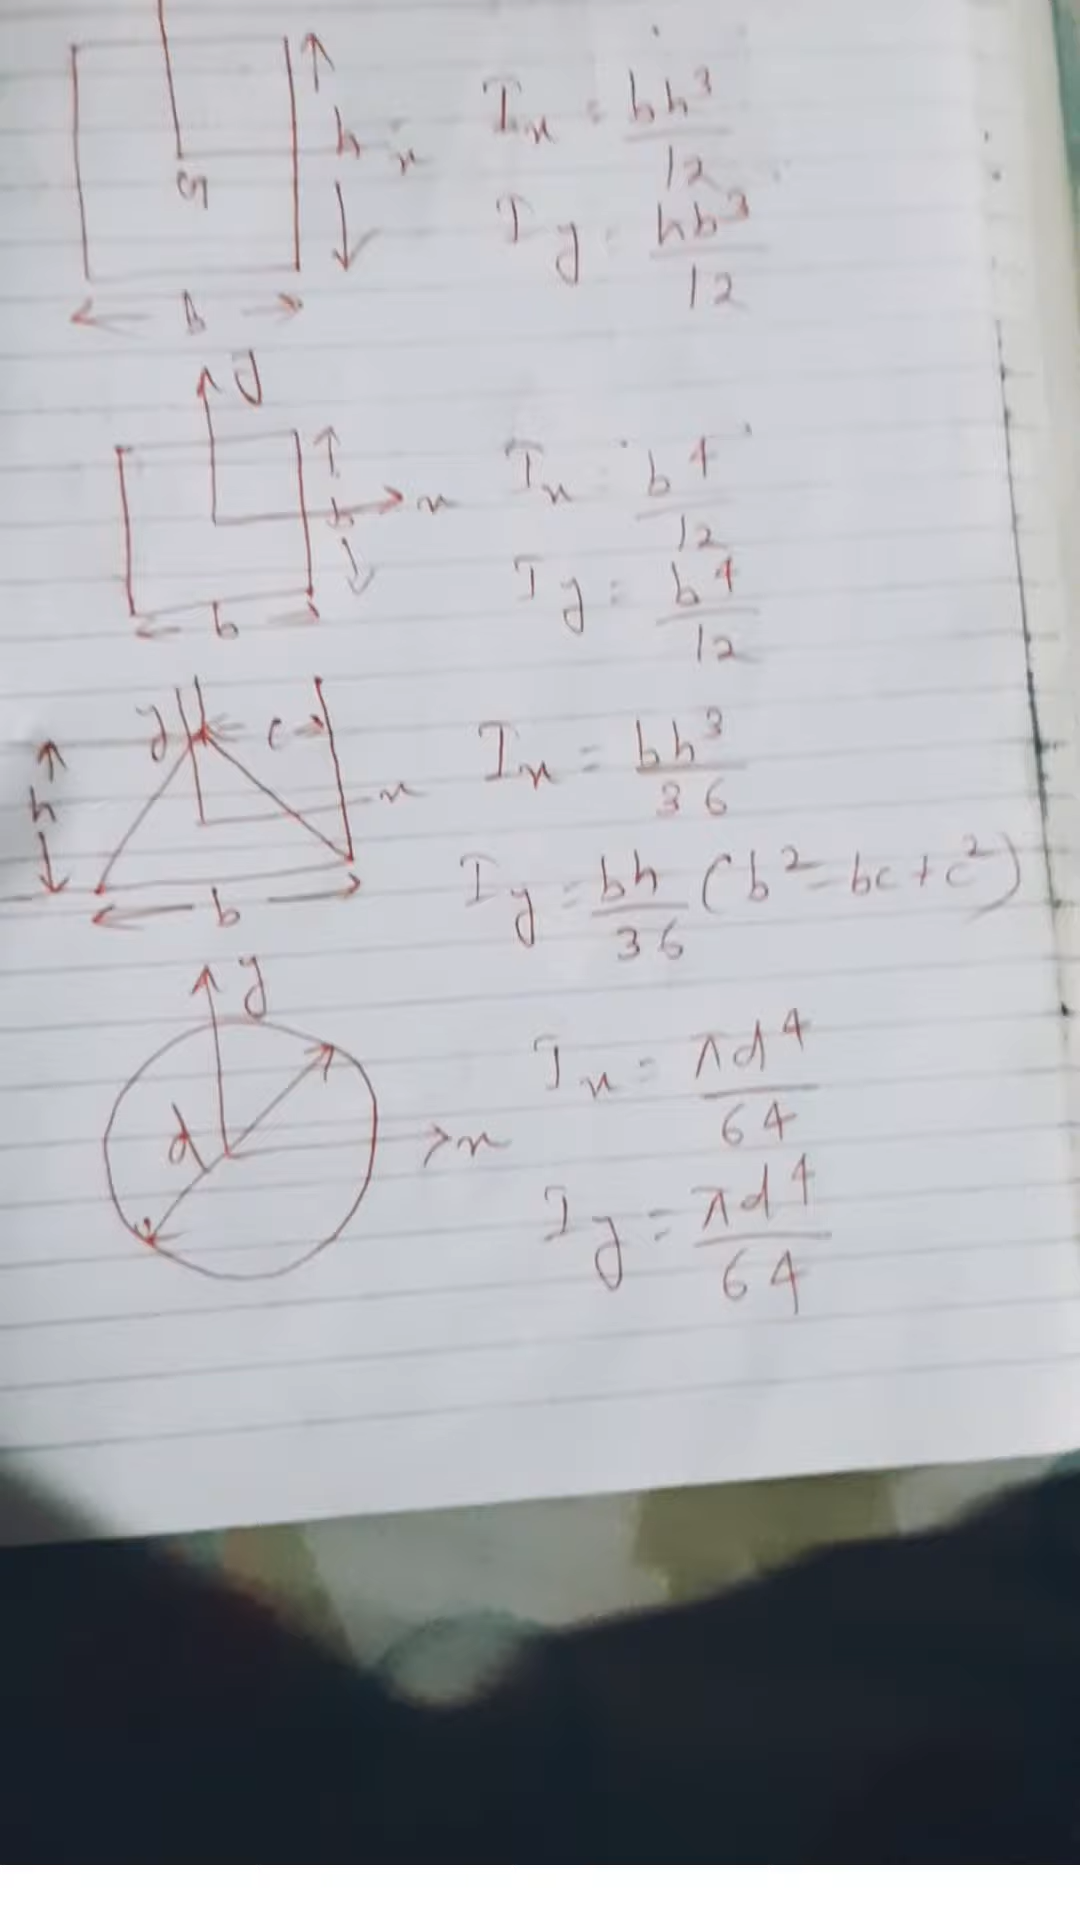 h
x
G
b
Ix = bh³/12
Iy = hb³/12
y
b
x
b
Ix = b⁴/12
Iy = b⁴/12
y
c
h
x
b
Ix = bh³/36
Iy = bh/36 (b² - bc + c²)
y
d
x
Ix = πd⁴/64
Iy = πd⁴/64